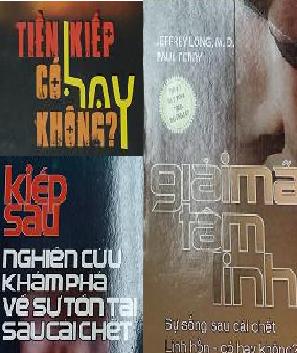 TIỀN KIẾP
CÓ hay
KHÔNG?
kiếp
sau
NGHIÊN CỨU
KHÁM PHÁ
VỀ SỰ TỒN TẠI
SAU CÁI CHẾT
JEFFREY LONG, M.D.
PAUL PERRY
giải mã
tâm
linh
Sự sống sau cái chết
Linh hồn - có hay không?